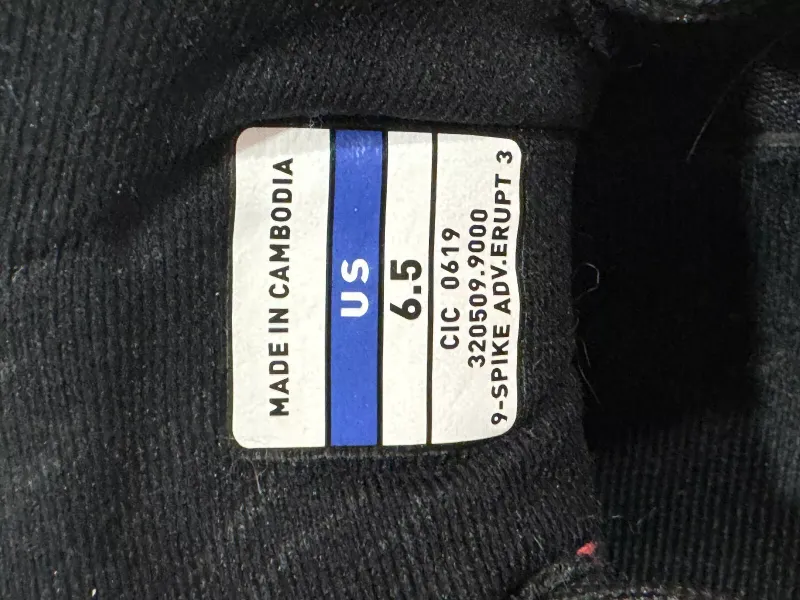 MADE IN CAMBODIA
US
6.5
CIC 0619
320509.9000
9-SPIKE ADV.ERUPT 3